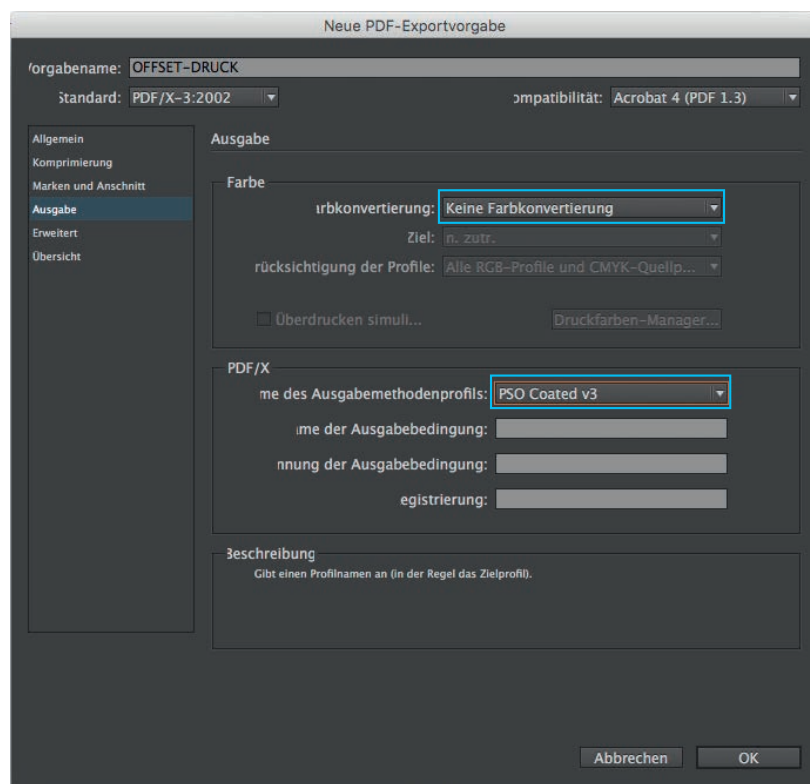 Neue PDF-Exportvorgabe
orgabename: OFFSET-DRUCK
Standard: PDF/X-3:2002
ompatibilität: Acrobat 4 (PDF 1.3)
Allgemein
Komprimierung
Marken und Anschnitt
Ausgabe
Erweitert
Übersicht
Ausgabe
Farbe
rbkonvertierung: Keine Farbkonvertierung
Ziel: n. zutr.
rücksichtigung der Profile: Alle RGB-Profile und CMYK-Quellp...
Überdrucken simuli...
Druckfarben-Manager...
PDF/X
me des Ausgabemethodenprofils: PSO Coated v3
me der Ausgabebedingung:
nnung der Ausgabebedingung:
egistrierung:
Beschreibung
Gibt einen Profilnamen an (in der Regel das Zielprofil).
Abbrechen
OK